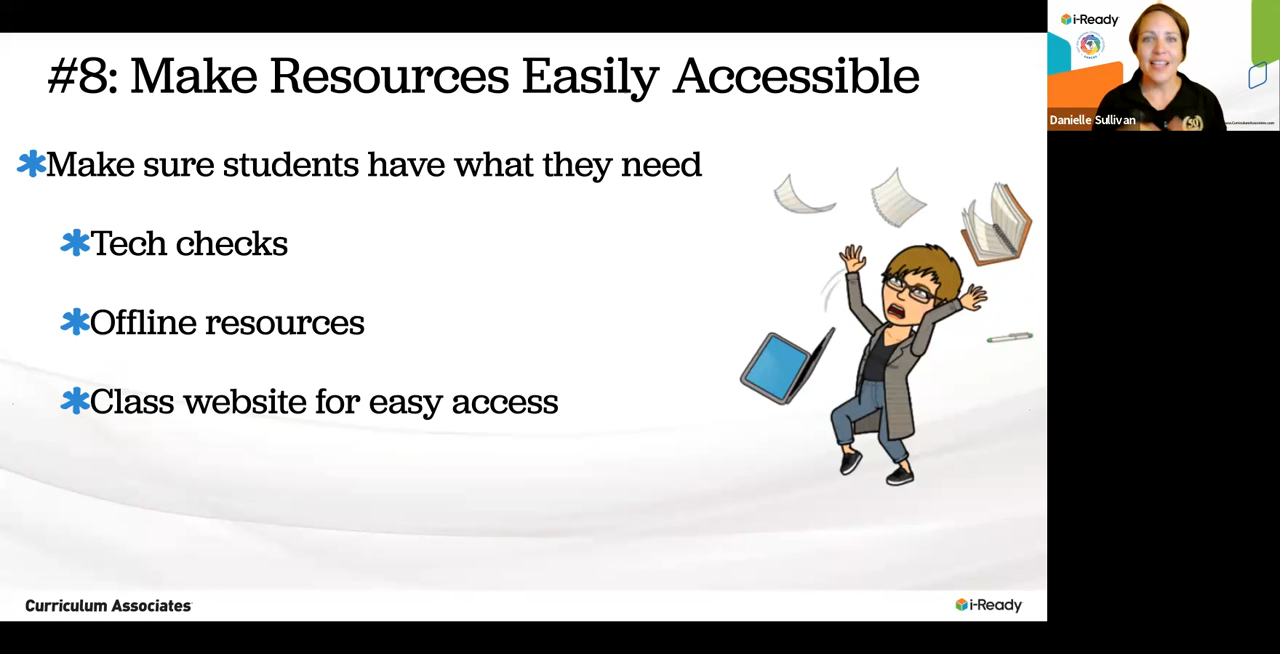 #8: Make Resources Easily Accessible
✱Make sure students have what they need
✱Tech checks
✱Offline resources
✱Class website for easy access
Curriculum Associates
i-Ready
i-Ready
Danielle Sullivan